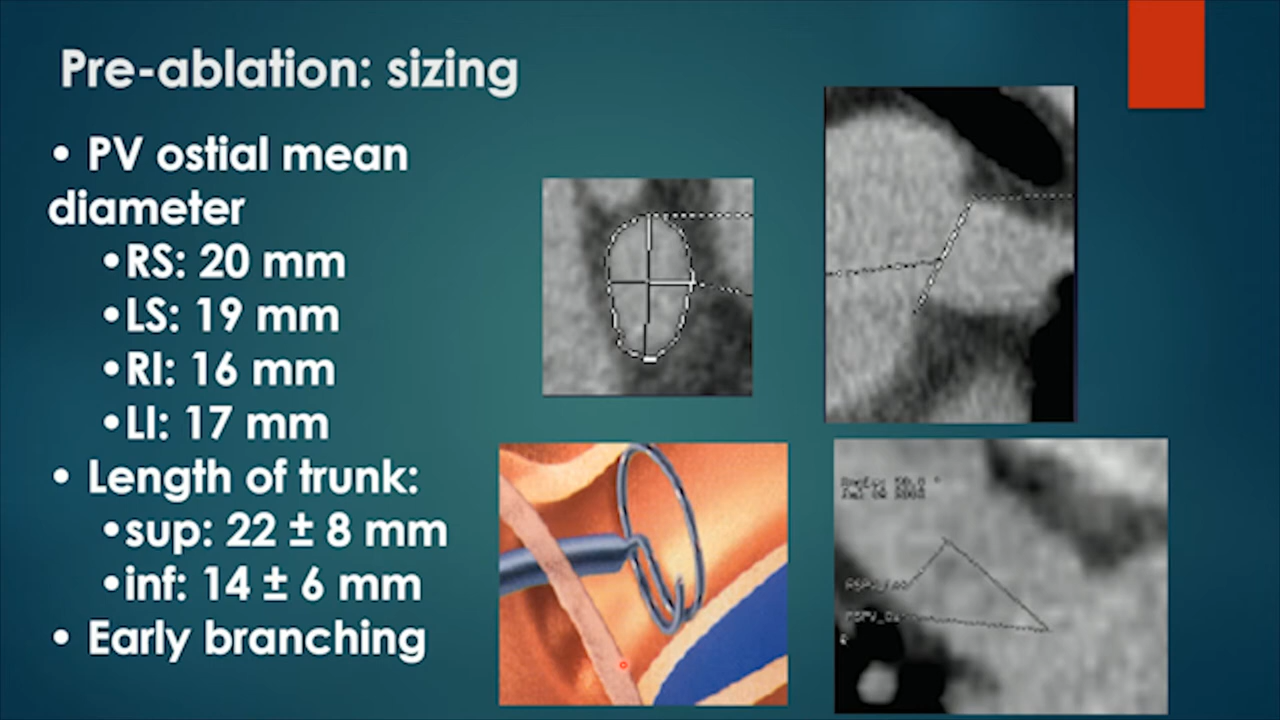 Pre-ablation: sizing
• PV ostial mean
diameter
•RS: 20 mm
•LS: 19 mm
•RI: 16 mm
•LI: 17 mm
• Length of trunk:
•sup: 22 ± 8 mm
•inf: 14 ± 6 mm
• Early branching